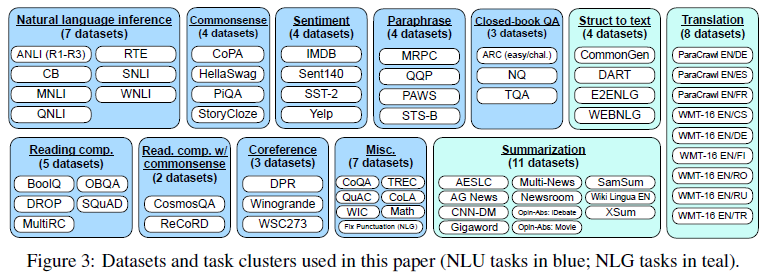 Natural language inference
(7 datasets)
ANLI (R1-R3)
RTE
CB
SNLI
MNLI
WNLI
QNLI
Commonsense
(4 datasets)
CoPA
HellaSwag
PiQA
StoryCloze
Sentiment
(4 datasets)
IMDB
Sent140
SST-2
Yelp
Paraphrase
(4 datasets)
MRPC
QQP
PAWS
STS-B
Closed-book QA
(3 datasets)
ARC (easy/chal.)
NQ
TQA
Struct to text
(4 datasets)
CommonGen
DART
E2ENLG
WEBNLG
Translation
(8 datasets)
ParaCrawl EN/DE
ParaCrawl EN/ES
ParaCrawl EN/FR
WMT-16 EN/CS
WMT-16 EN/DE
WMT-16 EN/FI
WMT-16 EN/RO
WMT-16 EN/RU
WMT-16 EN/TR
Reading comp.
(5 datasets)
BoolQ
OBQA
DROP
SQuAD
MultiRC
Read. comp. w/
commonsense
(2 datasets)
CosmosQA
ReCoRD
Coreference
(3 datasets)
DPR
Winogrande
WSC273
Misc.
(7 datasets)
CoQA
TREC
QuAC
CoLA
WIC
Math
Fix Punctuation (NLG)
Summarization
(11 datasets)
AESLC
Multi-News
SamSum
AG News
Newsroom
Wiki Lingua EN
CNN-DM
Opin-Abs: iDebate
XSum
Gigaword
Opin-Abs: Movie
Figure 3: Datasets and task clusters used in this paper (NLU tasks in blue; NLG tasks in teal).